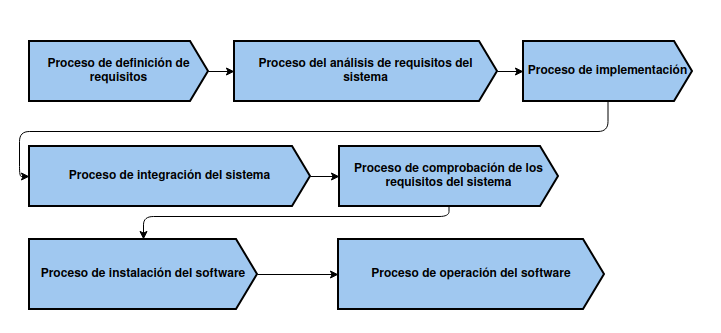 Proceso de definición de
requisitos
Proceso del análisis de requisitos del
sistema
Proceso de implementación
Proceso de integración del sistema
Proceso de comprobación de los
requisitos del sistema
Proceso de instalación del software
Proceso de operación del software